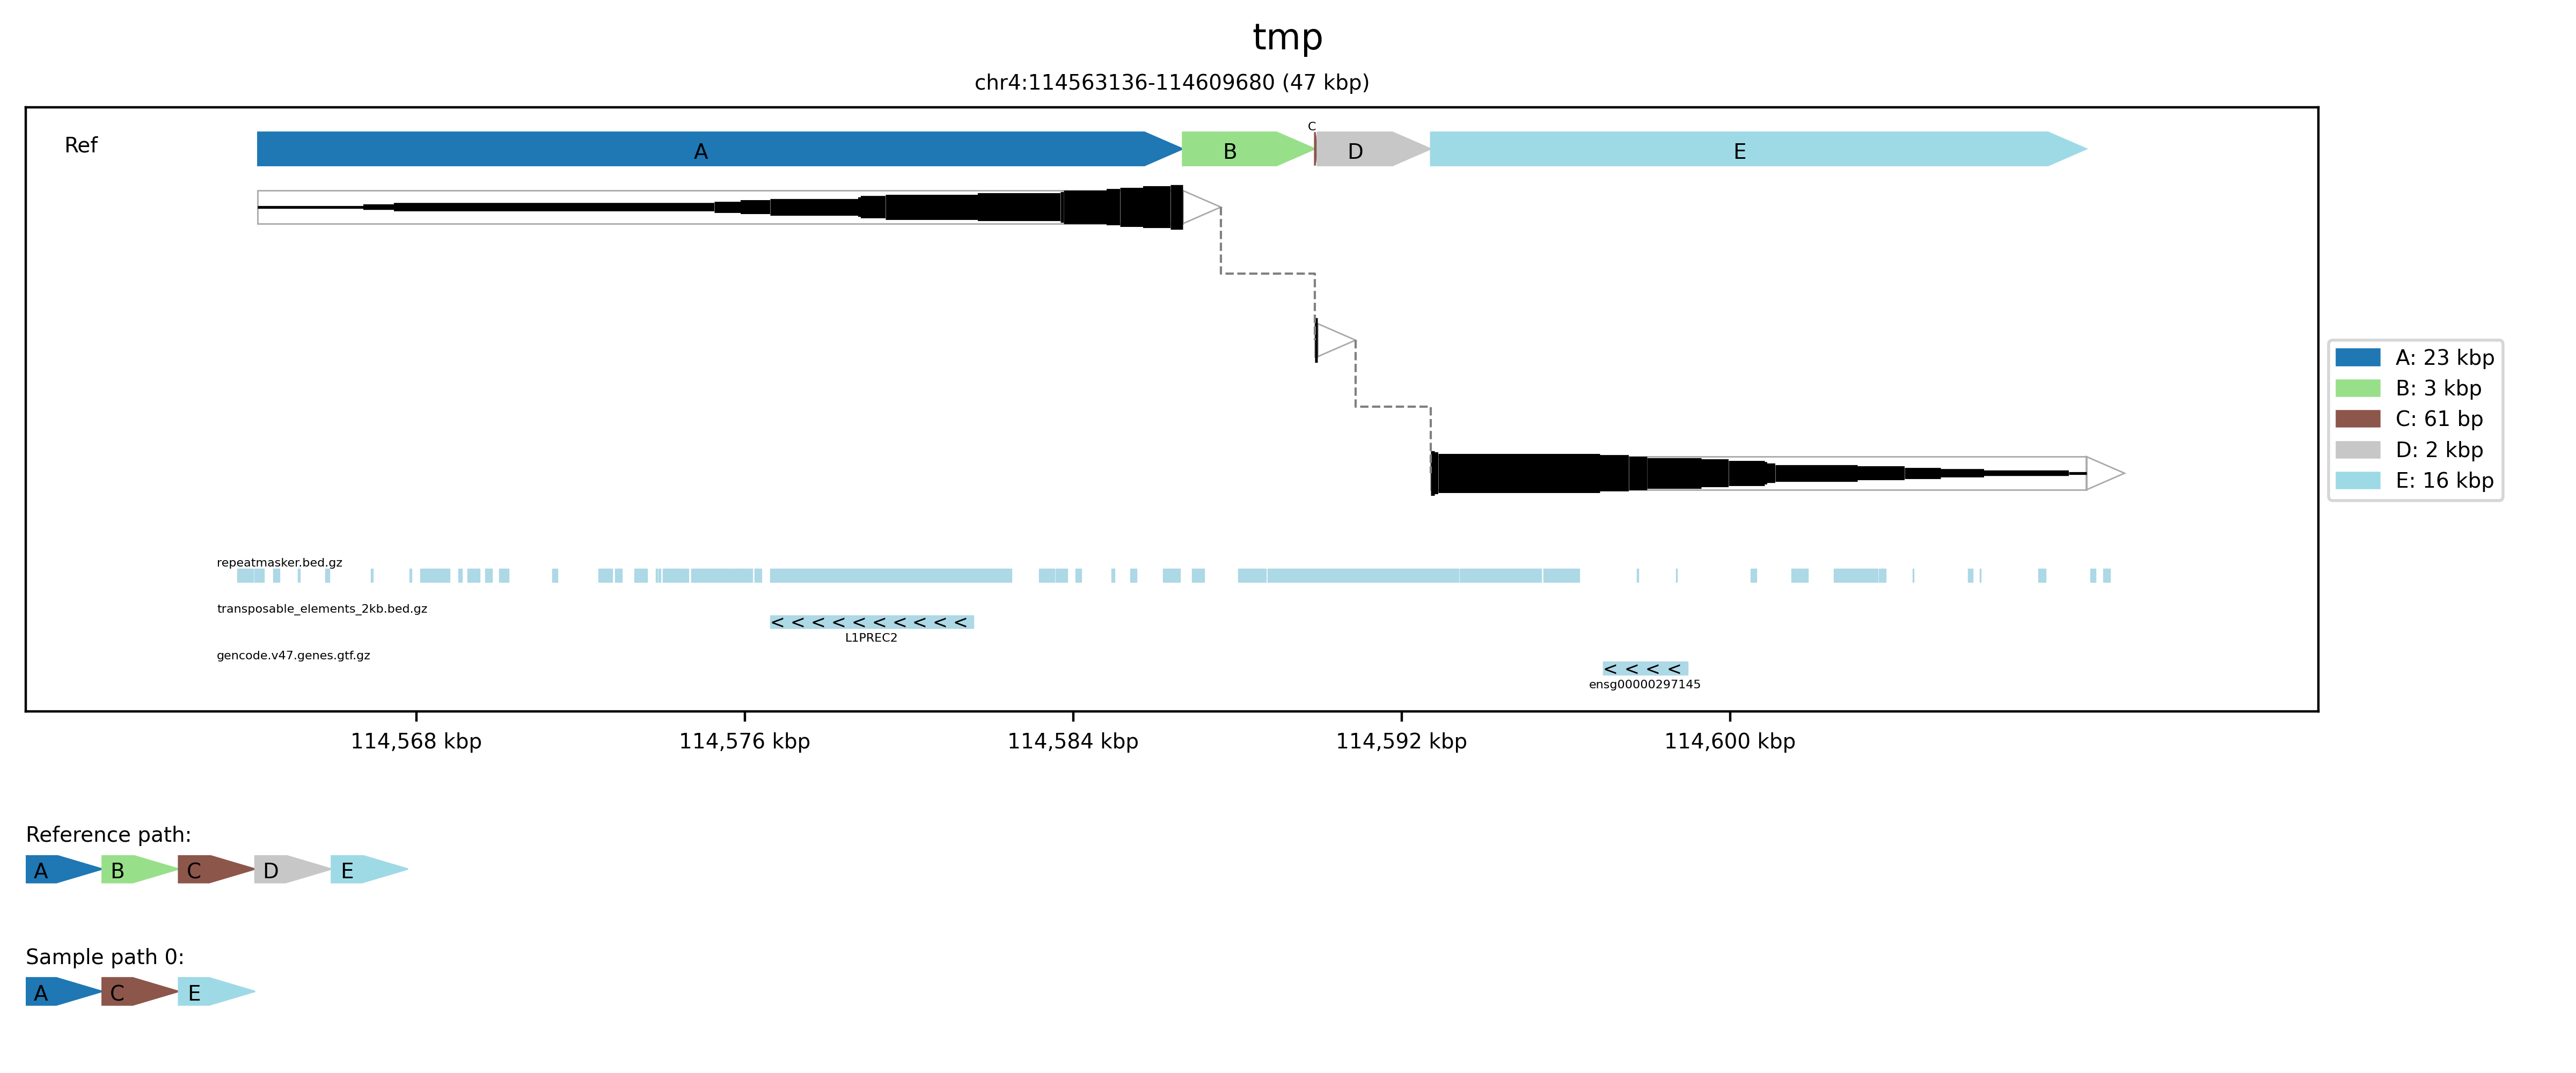 tmp
chr4:114563136-114609680 (47 kbp)
Ref
A
B
C
D
E
A: 23 kbp
B: 3 kbp
C: 61 bp
D: 2 kbp
E: 16 kbp
repeatmasker.bed.gz
transposable_elements_2kb.bed.gz
< < < < < < < < < <
L1PREC2
gencode.v47.genes.gtf.gz
< < < <
ensg00000297145
114,568 kbp
114,576 kbp
114,584 kbp
114,592 kbp
114,600 kbp
Reference path:
A B C D E
Sample path 0:
A C E